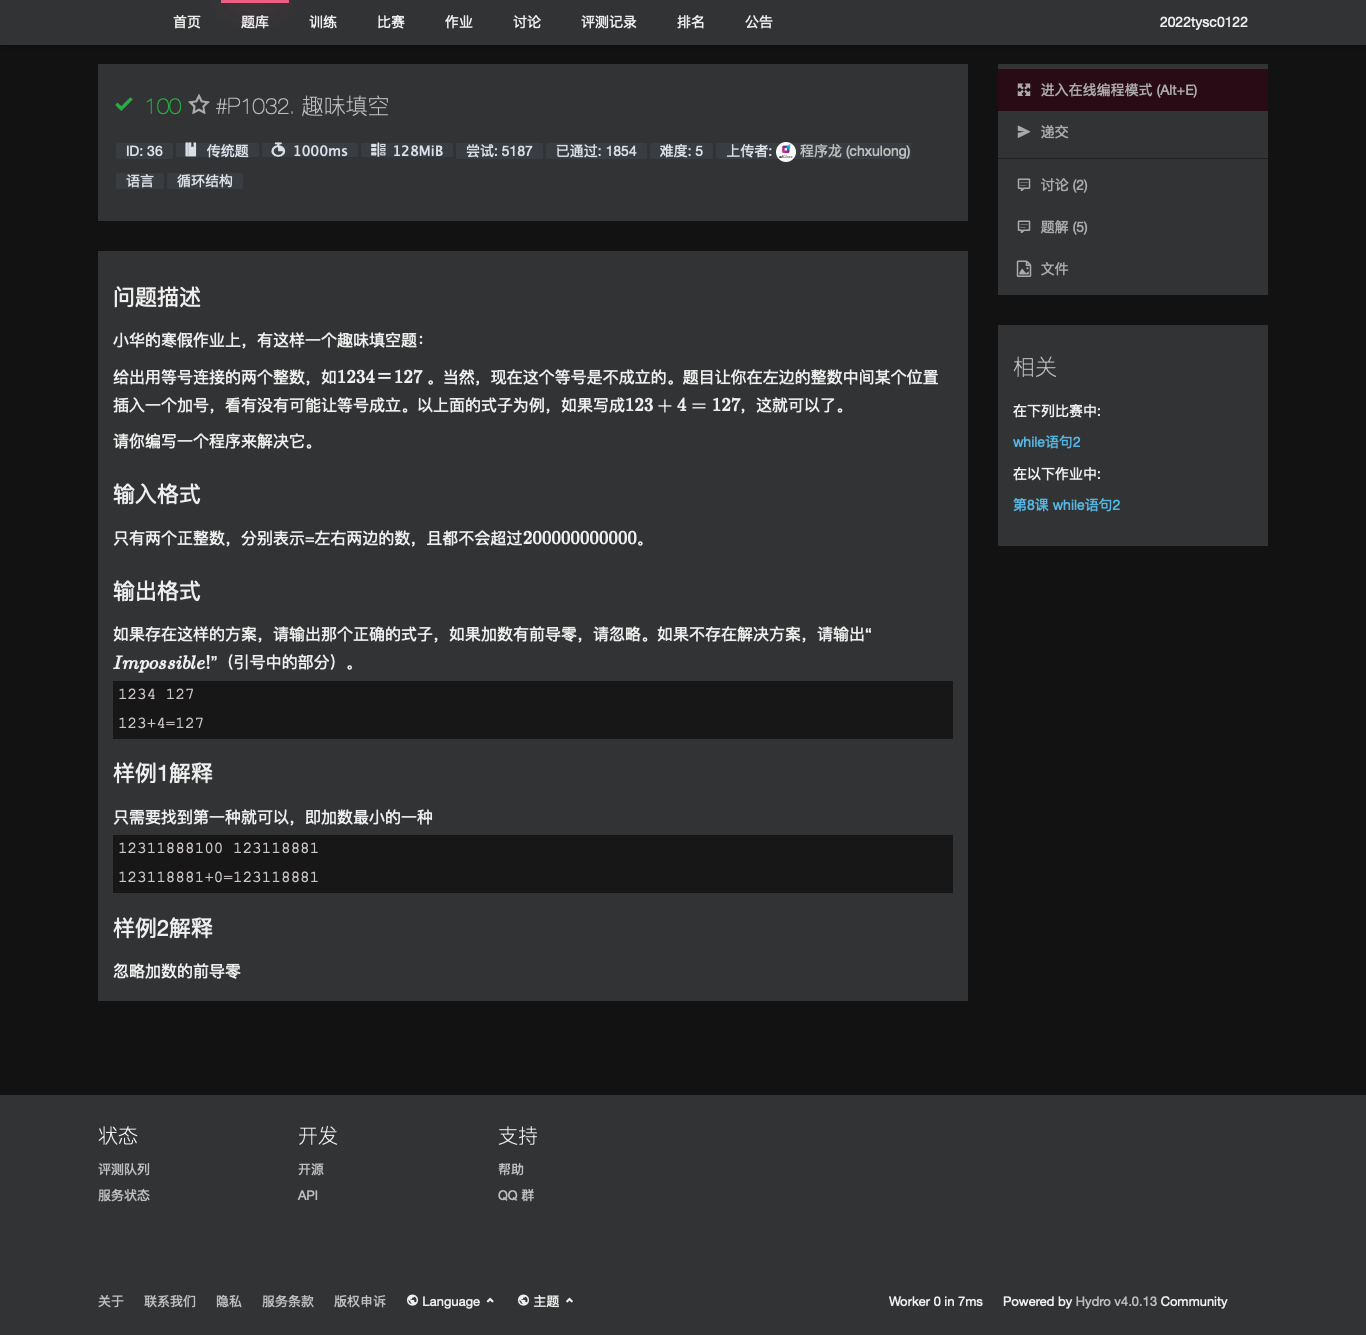 首页 题库 训练 比赛 作业 讨论 评测记录 排名 公告 2022tysc0122
100 #P1032. 趣味填空
ID: 36 传统题 1000ms 128MiB 尝试: 5187 已通过: 1854 难度: 5 上传者: 程序龙 (chxulong)
语言 循环结构
问题描述
小华的寒假作业上，有这样一个趣味填空题：
给出用等号连接的两个整数，如1234=127 。当然，现在这个等号是不成立的。题目让你在左边的整数中间某个位置
插入一个加号，看有没有可能让等号成立。以上面的式子为例，如果写成123 + 4 = 127，这就可以了。
请你编写一个程序来解决它。
输入格式
只有两个正整数，分别表示=左右两边的数，且都不会超过200000000000。
输出格式
如果存在这样的方案，请输出那个正确的式子，如果加数有前导零，请忽略。如果不存在解决方案，请输出“
Impossible!”（引号中的部分）。
1234 127
123+4=127
样例1解释
只需要找到第一种就可以，即加数最小的一种
12311888100 123118881
123118881+0=123118881
样例2解释
忽略加数的前导零
进入在线编程模式 (Alt+E)
递交
讨论 (2)
题解 (5)
文件
相关
在下列比赛中:
while语句2
在以下作业中:
第8课 while语句2
状态 开发 支持
评测队列 开源 帮助
服务状态 API QQ 群
关于 联系我们 隐私 服务条款 版权申诉 Language 主题 Worker 0 in 7ms Powered by Hydro v4.0.13 Community